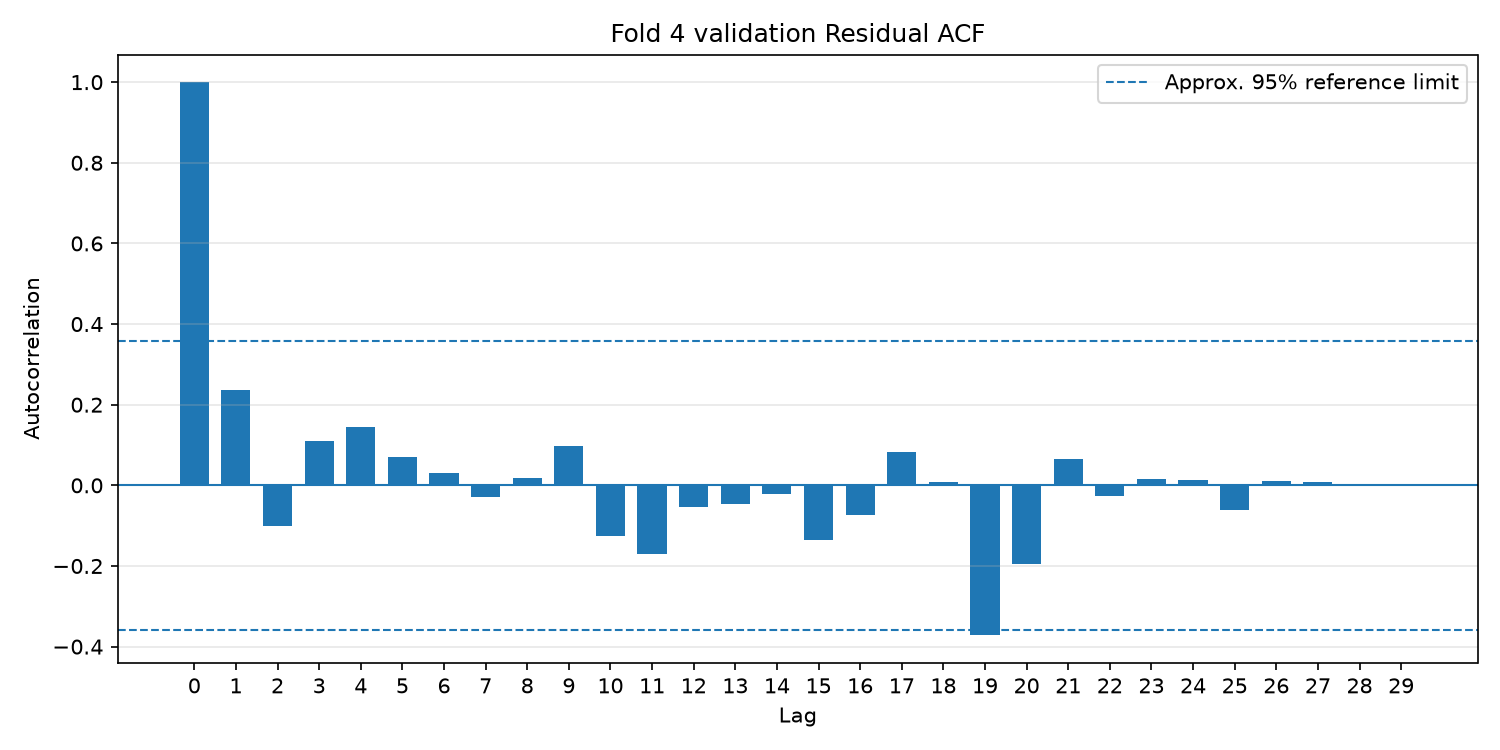 Fold 4 validation Residual ACF
Approx. 95% reference limit
Autocorrelation
1.0
0.8
0.6
0.4
0.2
0.0
−0.2
−0.4
0 1 2 3 4 5 6 7 8 9 10 11 12 13 14 15 16 17 18 19 20 21 22 23 24 25 26 27 28 29
Lag